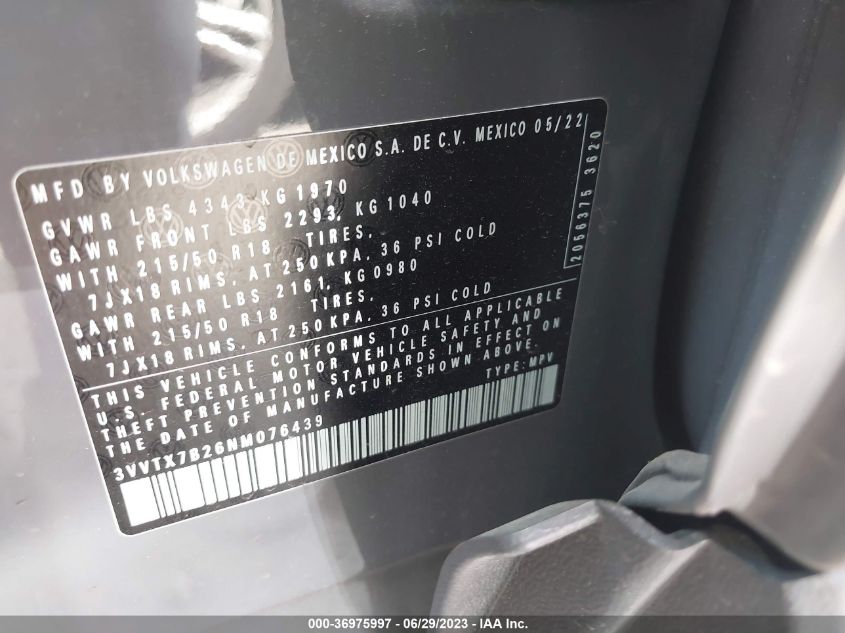 MFD BY VOLKSWAGEN DE MEXICO S.A. DE C.V. MEXICO 05/22
GVWR LBS 4343, KG 1970
GAWR FRONT LBS 2293, KG 1040
WITH 215/50 R18 TIRES,
7JX18 RIMS, AT 250 KPA, 36 PSI COLD
GAWR REAR LBS 2161, KG0980
WITH 215/50 R18 TIRES,
7JX18 RIMS, AT 250 KPA, 36 PSI COLD
THIS VEHICLE CONFORMS TO ALL APPLICABLE
U.S. FEDERAL MOTOR VEHICLE SAFETY AND
THEFT PREVENTION STANDARDS IN EFFECT ON
THE DATE OF MANUFACTURE SHOWN ABOVE.
3VVTX7B26NM076439 TYPE: MPV
2056375 3620
000-36975997 - 06/29/2023 - IAA Inc.